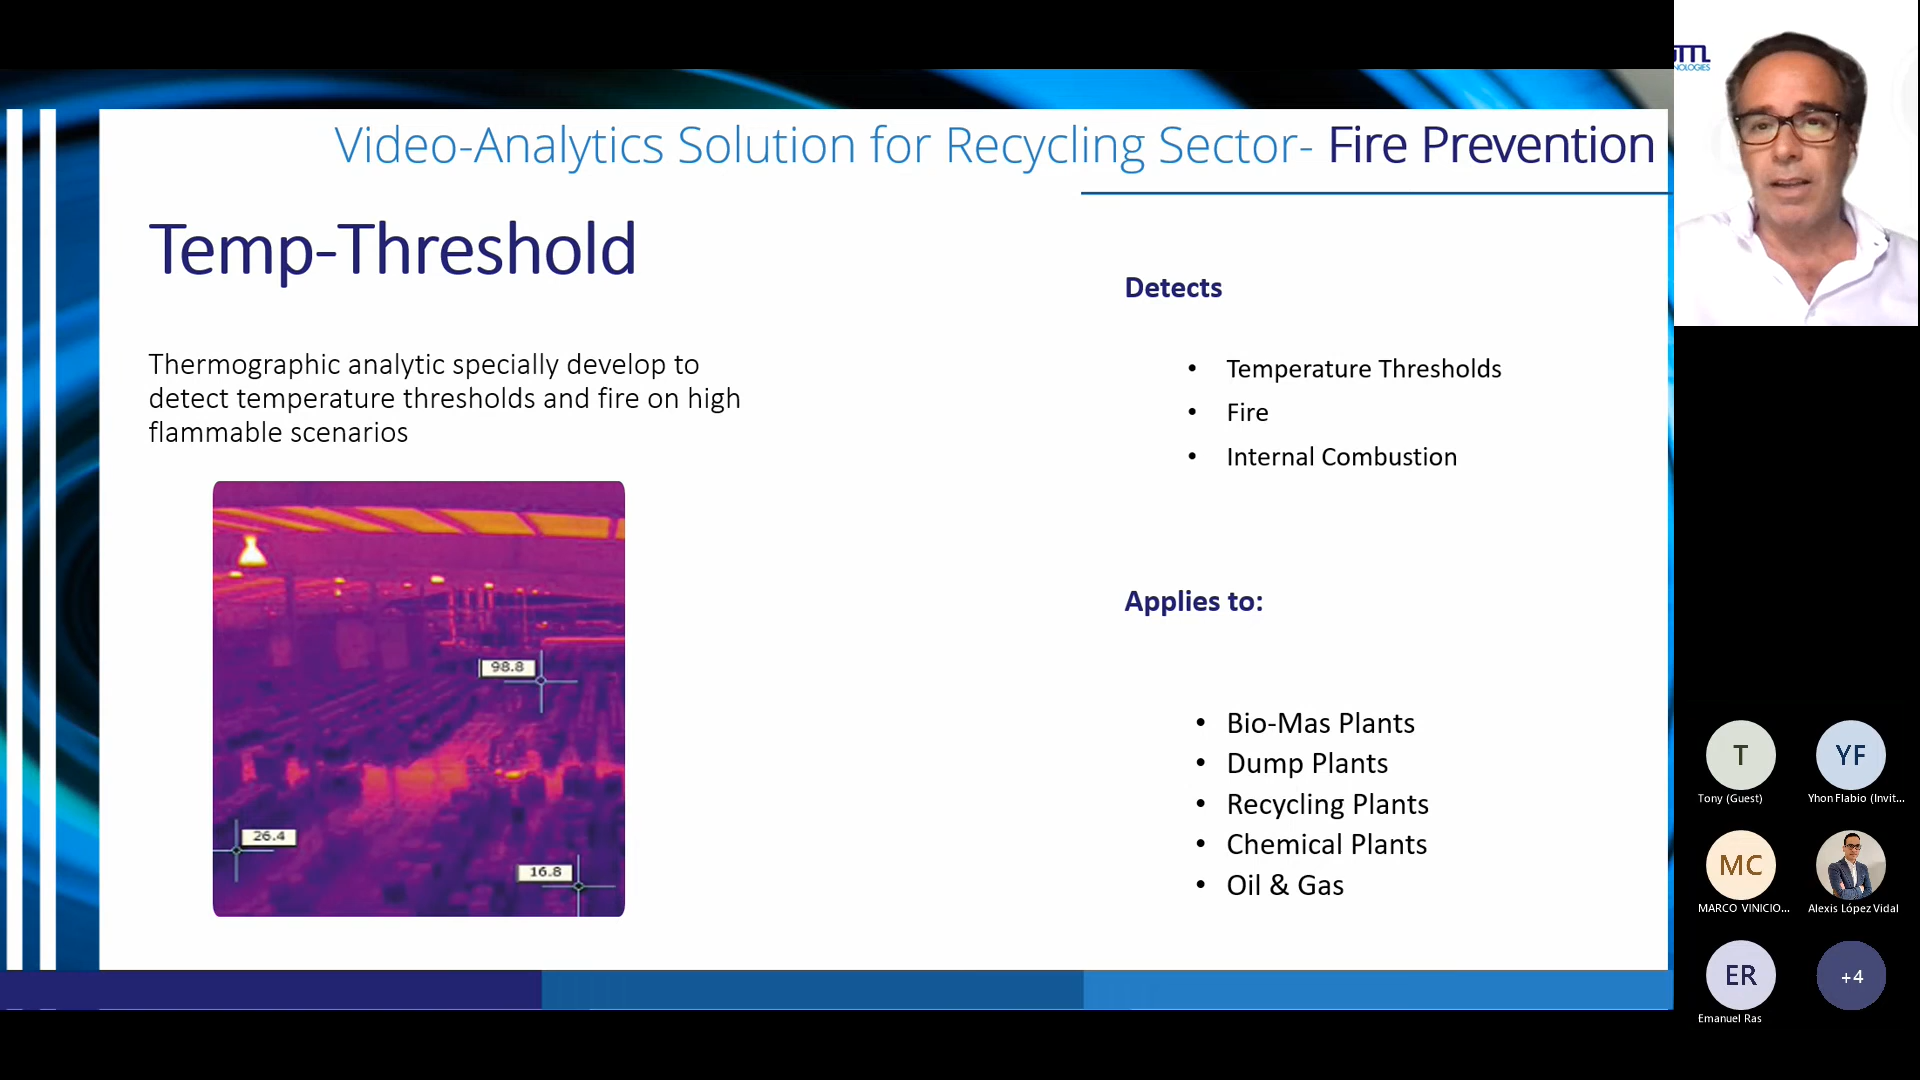 Video-Analytics Solution for Recycling Sector- Fire Prevention
Temp-Threshold
Thermographic analytic specially develop to
detect temperature thresholds and fire on high
flammable scenarios
98.8
26.4
16.8
Detects
• Temperature Thresholds
• Fire
• Internal Combustion
Applies to:
• Bio-Mas Plants
• Dump Plants
• Recycling Plants
• Chemical Plants
• Oil & Gas
T
Tony (Guest)
YF
Yhon Flabio (Invit...
MC
MARCO VINICIO...
Alexis López Vidal
ER
Emanuel Ras
+4